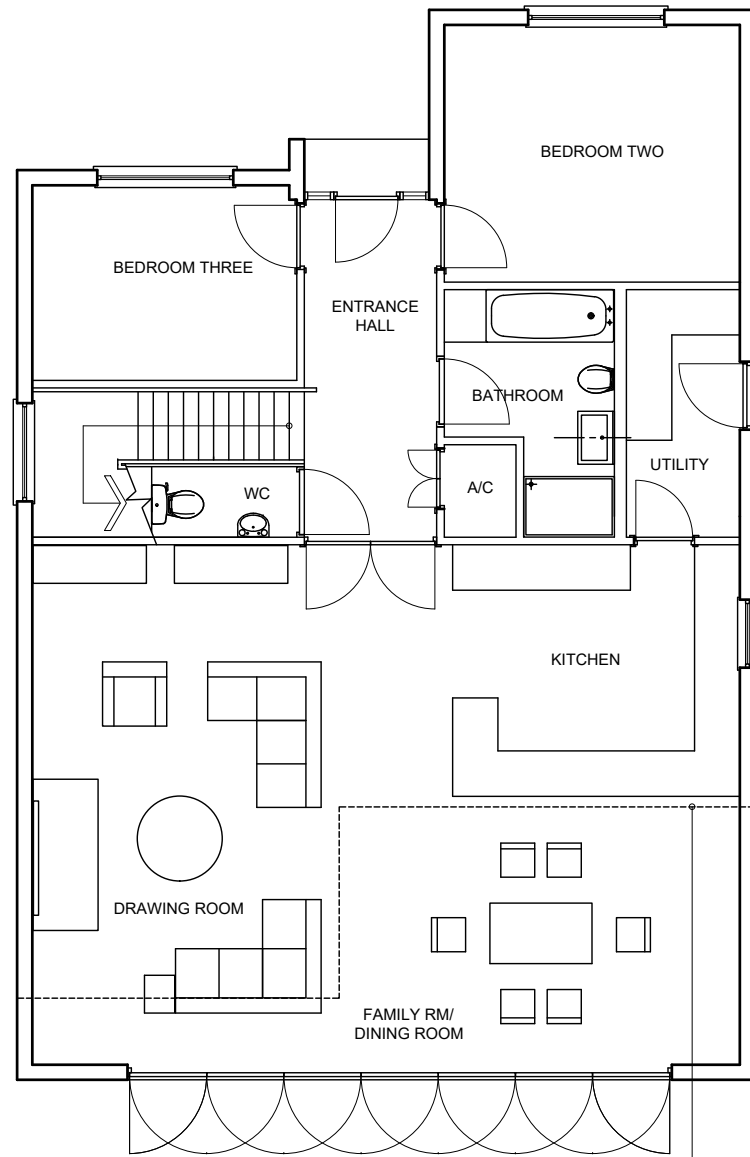 BEDROOM TWO
BEDROOM THREE
ENTRANCE
HALL
BATHROOM
UTILITY
WC
A/C
KITCHEN
DRAWING ROOM
FAMILY RM/
DINING ROOM